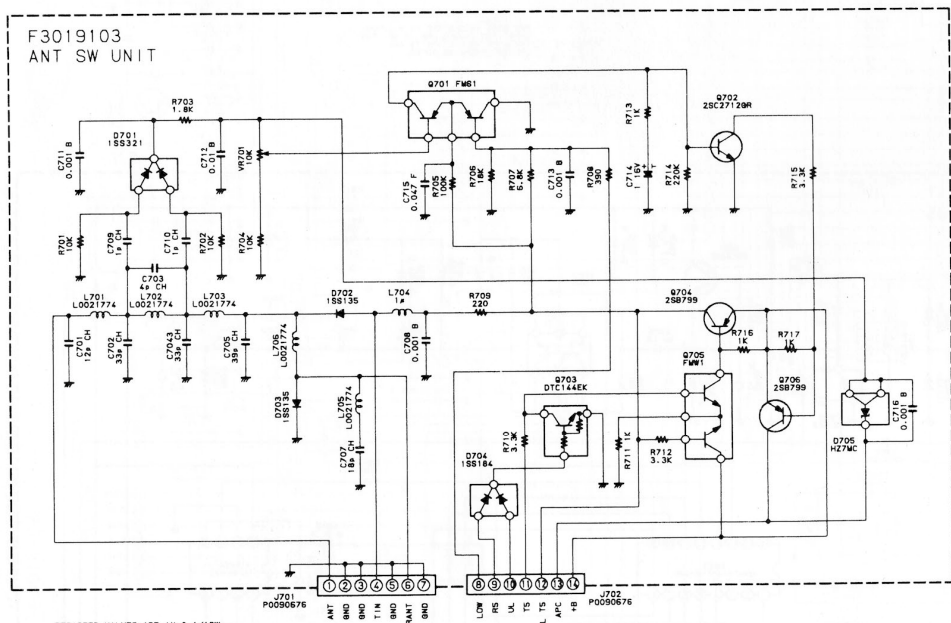 F3019103
ANT SW UNIT
Q701 FMS1
Q702
2SC2712GR
R703
1.8K
D701
1SS321
C711
0.001 B
C712
0.01 B
VR701
10K
R713
1K
C714
1 16V
+
T
R714
220K
R715
3.3K
C715
0.047 F
R705
100K
R706
18K
R707
6.8K
C713
0.001 B
R708
390
R701
10K
C709
1p CH
C710
1p CH
R702
10K
R704
10K
C703
4p CH
L701
L0021774
L702
L0021774
L703
L0021774
D702
1SS135
L704
1μ
R709
220
Q704
2SB799
C701
12p CH
C702
33p CH
C7043
33p CH
C705
39p CH
L706
L0021774
C708
0.001 B
R716
1K
R717
1K
Q705
FMW1
Q706
2SB799
D703
1SS135
L705
L0021774
C707
18p CH
Q703
DTC144EK
R710
3.3K
R711 1K
R712
3.3K
D704
1SS184
D705
HZ7MC
C716
0.001 B
1 2 3 4 5 6 7
J701
P0090676
ANT
GND
GND
TIN
GND
RANT
GND
8 9 10 11 12 13 14
J702
P0090676
LOW
RS
UL
TS
L TS
APC
+B